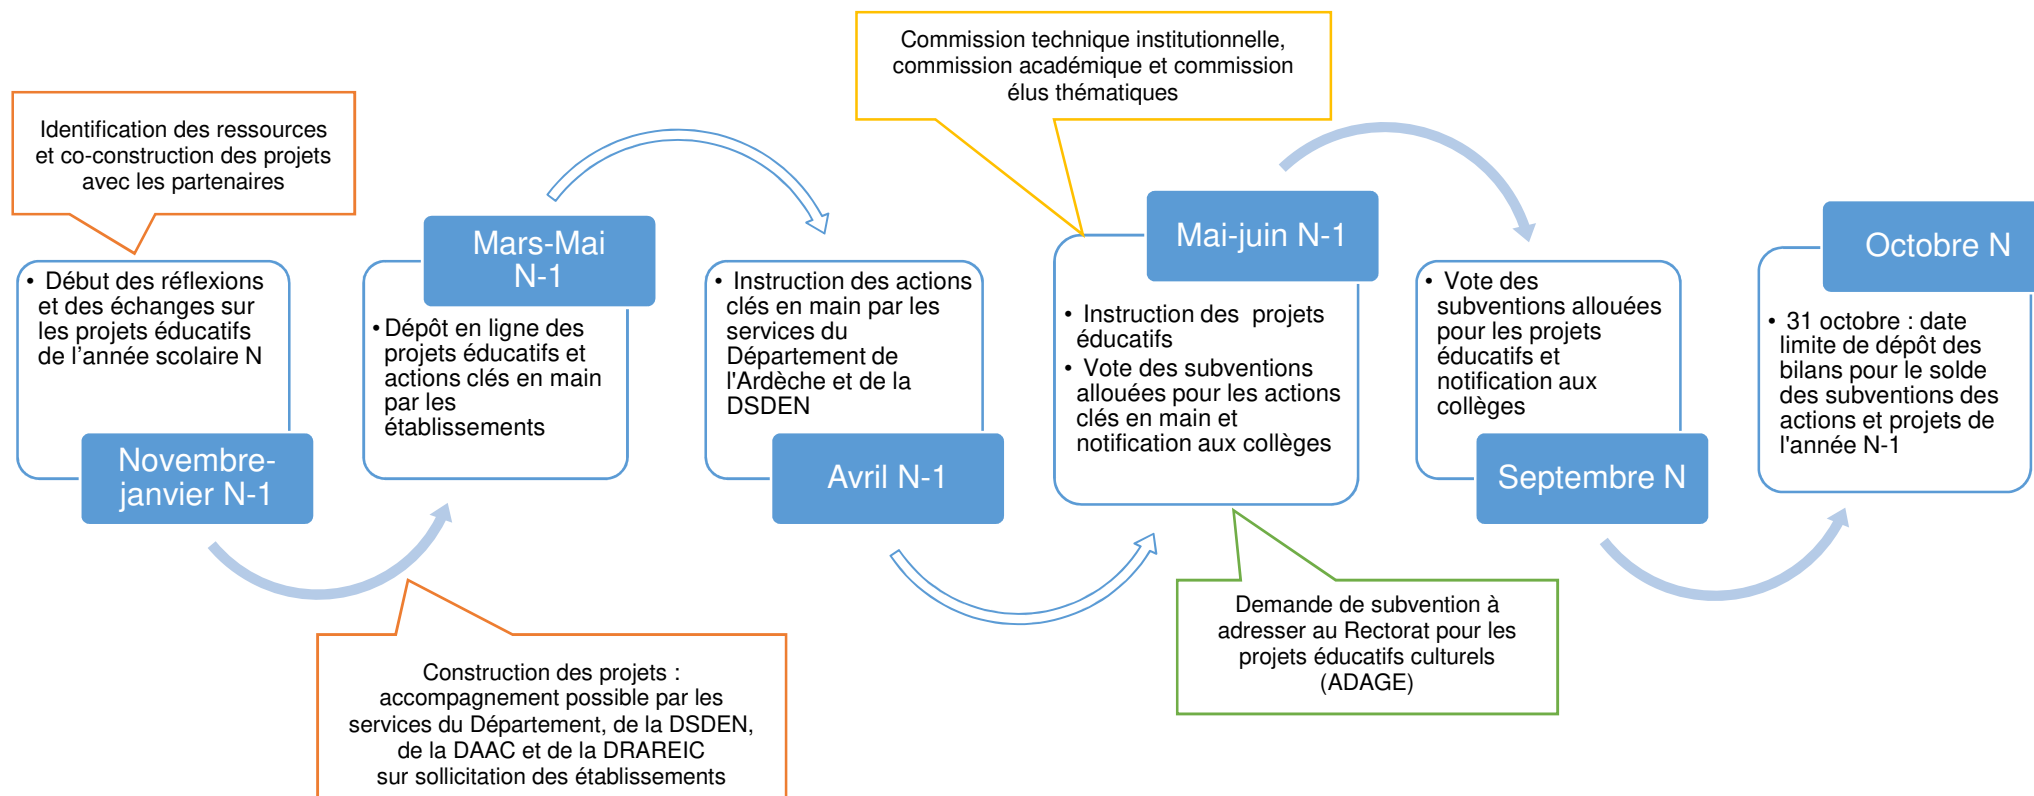 Identification des ressources
et co-construction des projets
avec les partenaires
• Début des réflexions
et des échanges sur
les projets éducatifs
de l'année scolaire N
Novembre-
janvier N-1
Construction des projets :
accompagnement possible par les
services du Département, de la DSDEN,
de la DAAC et de la DRAREIC
sur sollicitation des établissements
Mars-Mai
N-1
• Dépôt en ligne des
projets éducatifs et
actions clés en main
par les
établissements
• Instruction des actions
clés en main par les
services du
Département de
l'Ardèche et de la
DSDEN
Avril N-1
Commission technique institutionnelle,
commission académique et commission
élus thématiques
Mai-juin N-1
• Instruction des projets
éducatifs
• Vote des subventions
allouées pour les actions
clés en main et
notification aux collèges
Demande de subvention à
adresser au Rectorat pour les
projets éducatifs culturels
(ADAGE)
• Vote des
subventions allouées
pour les projets
éducatifs et
notification aux
collèges
Septembre N
Octobre N
• 31 octobre : date
limite de dépôt des
bilans pour le solde
des subventions des
actions et projets de
l'année N-1